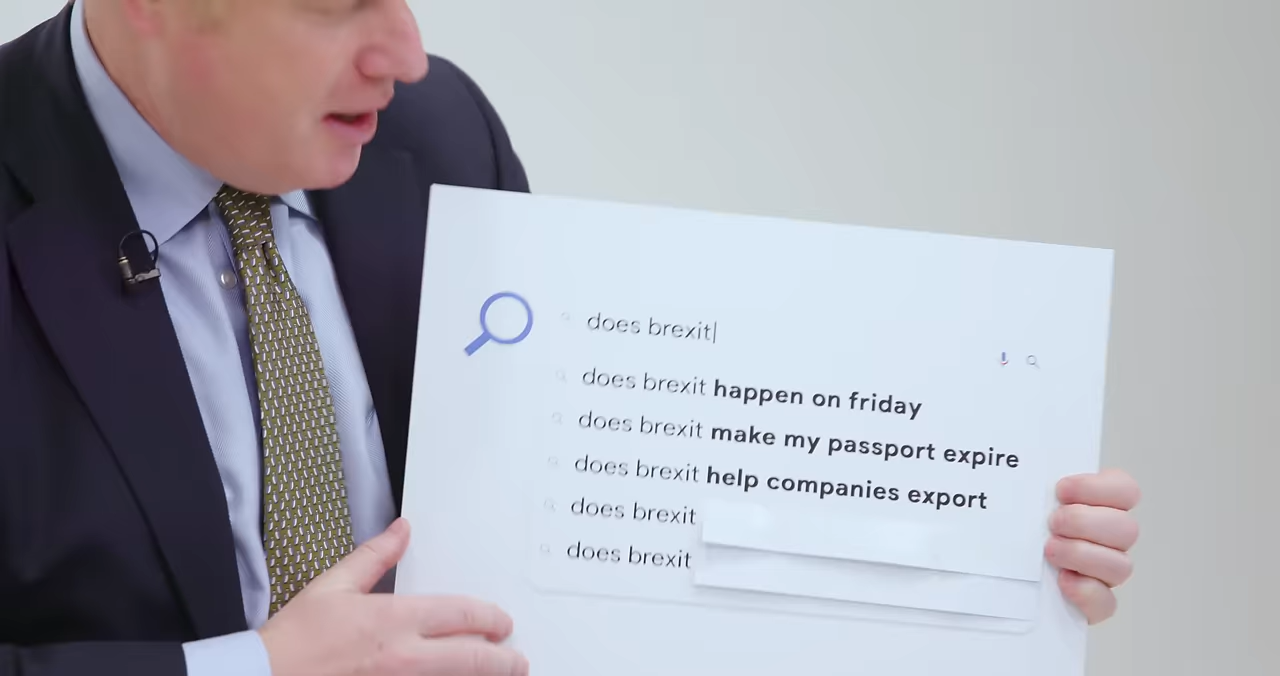 does brexit
does brexit happen on friday
does brexit make my passport expire
does brexit help companies export
does brexit
does brexit